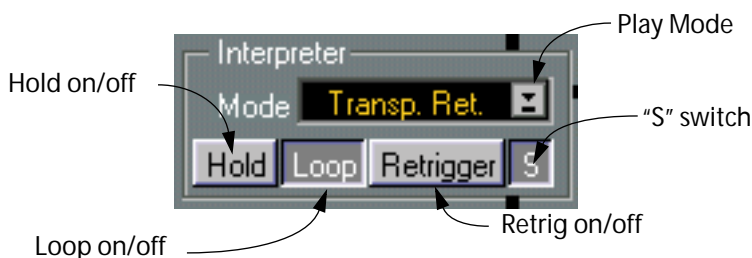 Play Mode
Interpreter
Hold on/off
Mode Transp. Ret.
"S" switch
Hold Loop Retrigger S
Retrig on/off
Loop on/off